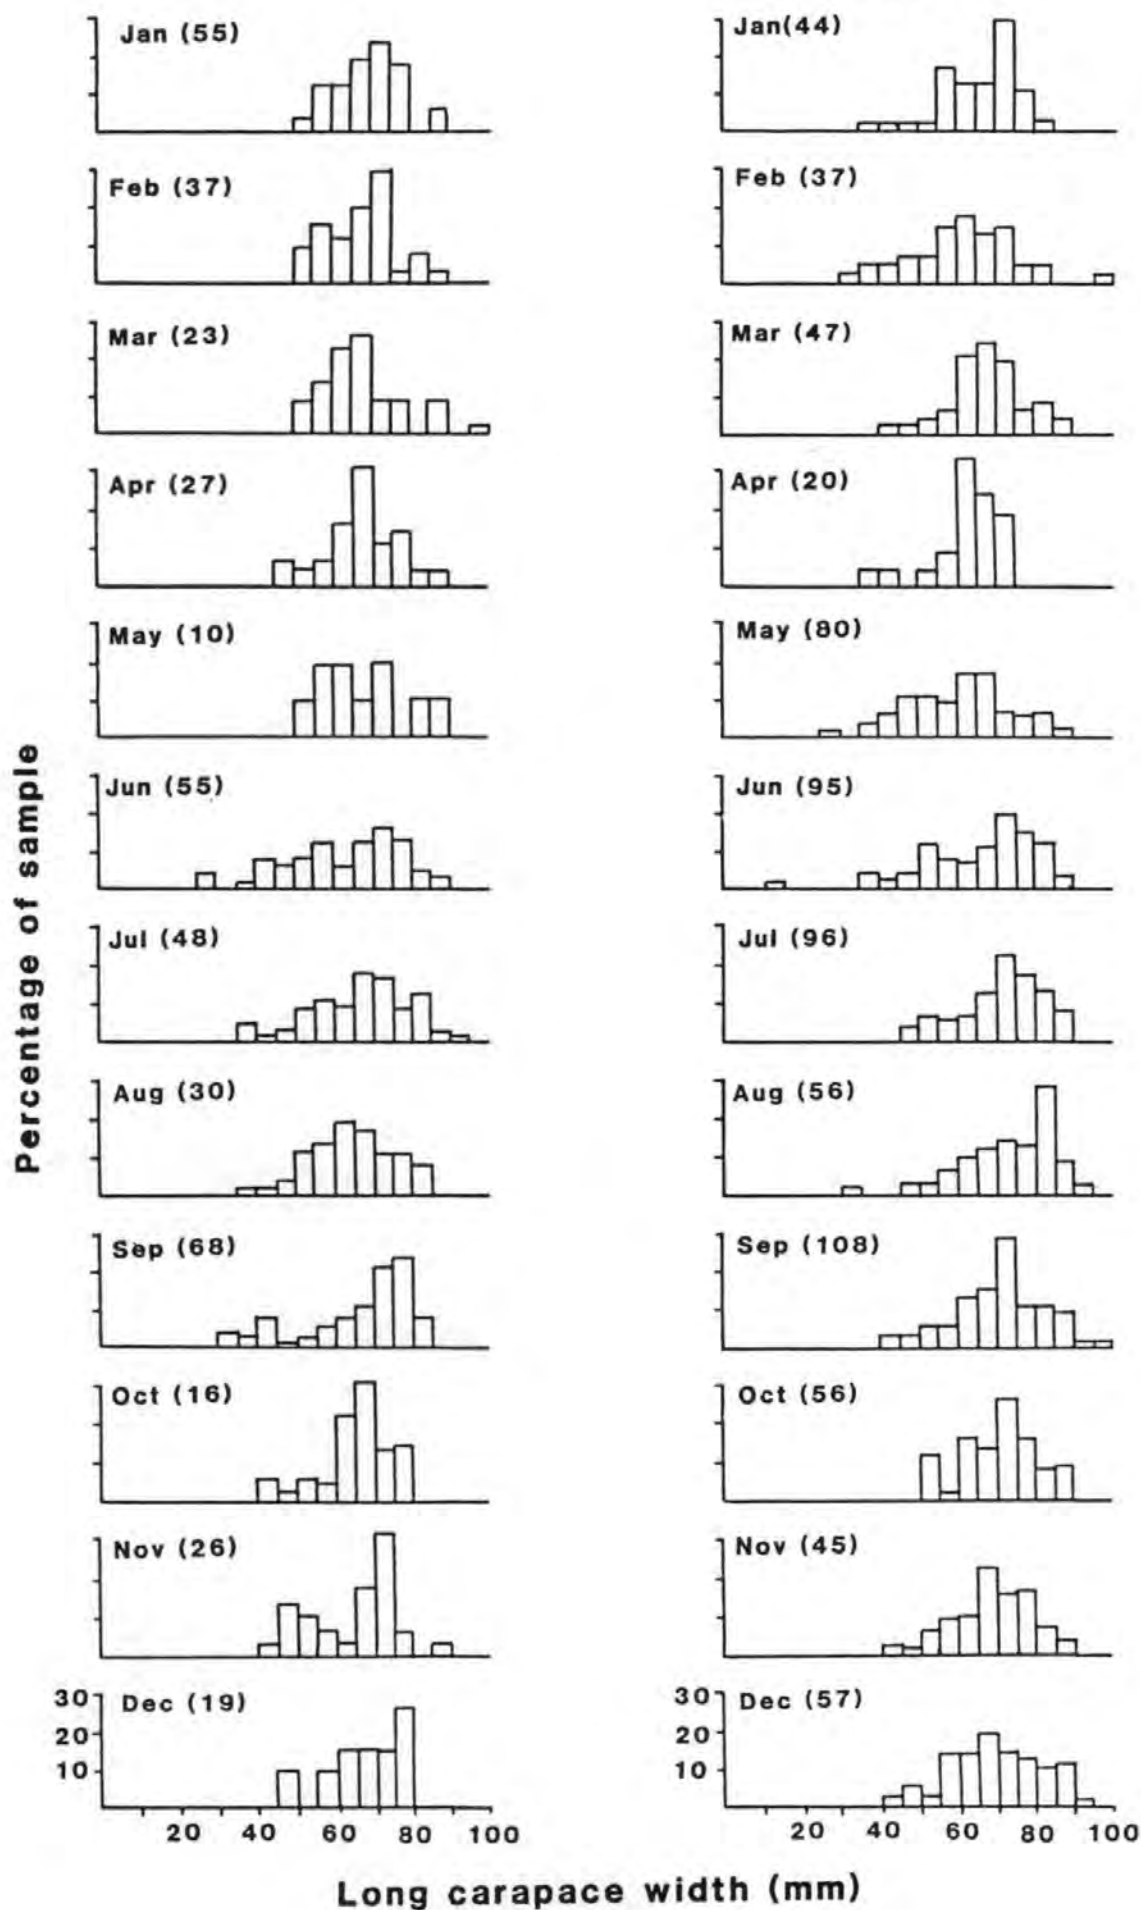 Jan (55)
Jan(44)
Feb (37)
Feb (37)
Mar (23)
Mar (47)
Apr (27)
Apr (20)
May (10)
May (80)
Jun (55)
Jun (95)
Jul (48)
Jul (96)
Aug (30)
Aug (56)
Sep (68)
Sep (108)
Oct (16)
Oct (56)
Nov (26)
Nov (45)
Dec (19)
Dec (57)
30
20
10
30
20
10
20 40 60 80 100
20 40 60 80 100
Percentage of sample
Long carapace width (mm)